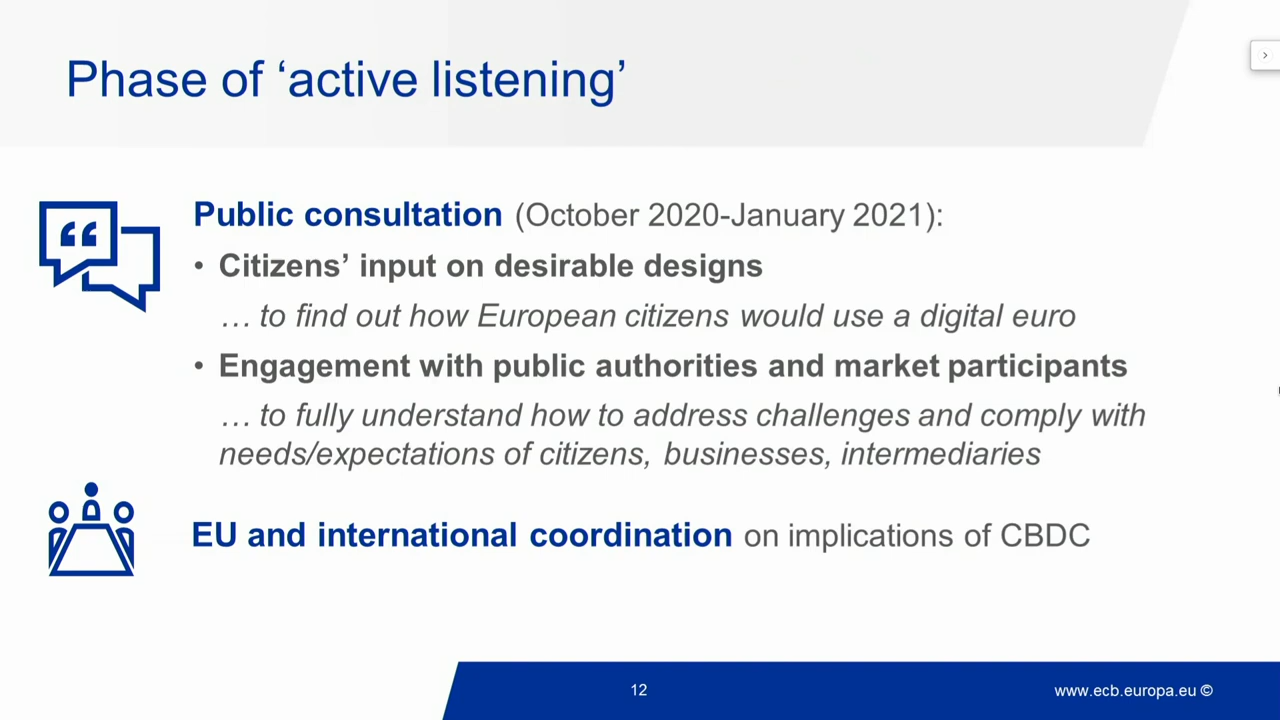 Phase of ‘active listening’
Public consultation (October 2020-January 2021):
• Citizens’ input on desirable designs
… to find out how European citizens would use a digital euro
• Engagement with public authorities and market participants
… to fully understand how to address challenges and comply with
needs/expectations of citizens, businesses, intermediaries
EU and international coordination on implications of CBDC
12
www.ecb.europa.eu ©